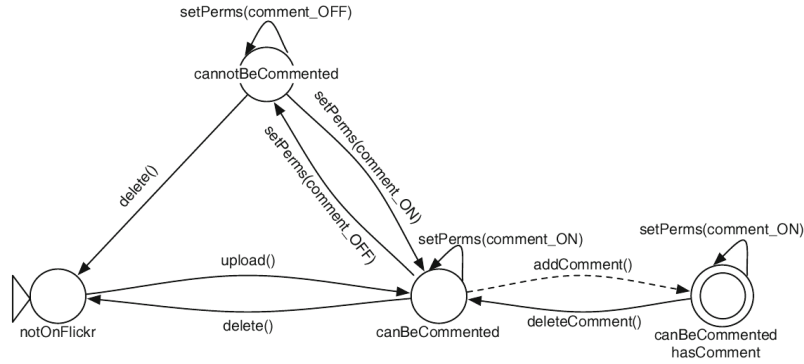 setPerms(comment_OFF)
cannotBeCommented
setPerms(comment_ON)
setPerms(comment_OFF)
delete()
setPerms(comment_ON)
setPerms(comment_ON)
upload()
addComment()
notOnFlickr
delete()
canBeCommented
deleteComment()
canBeCommented
hasComment